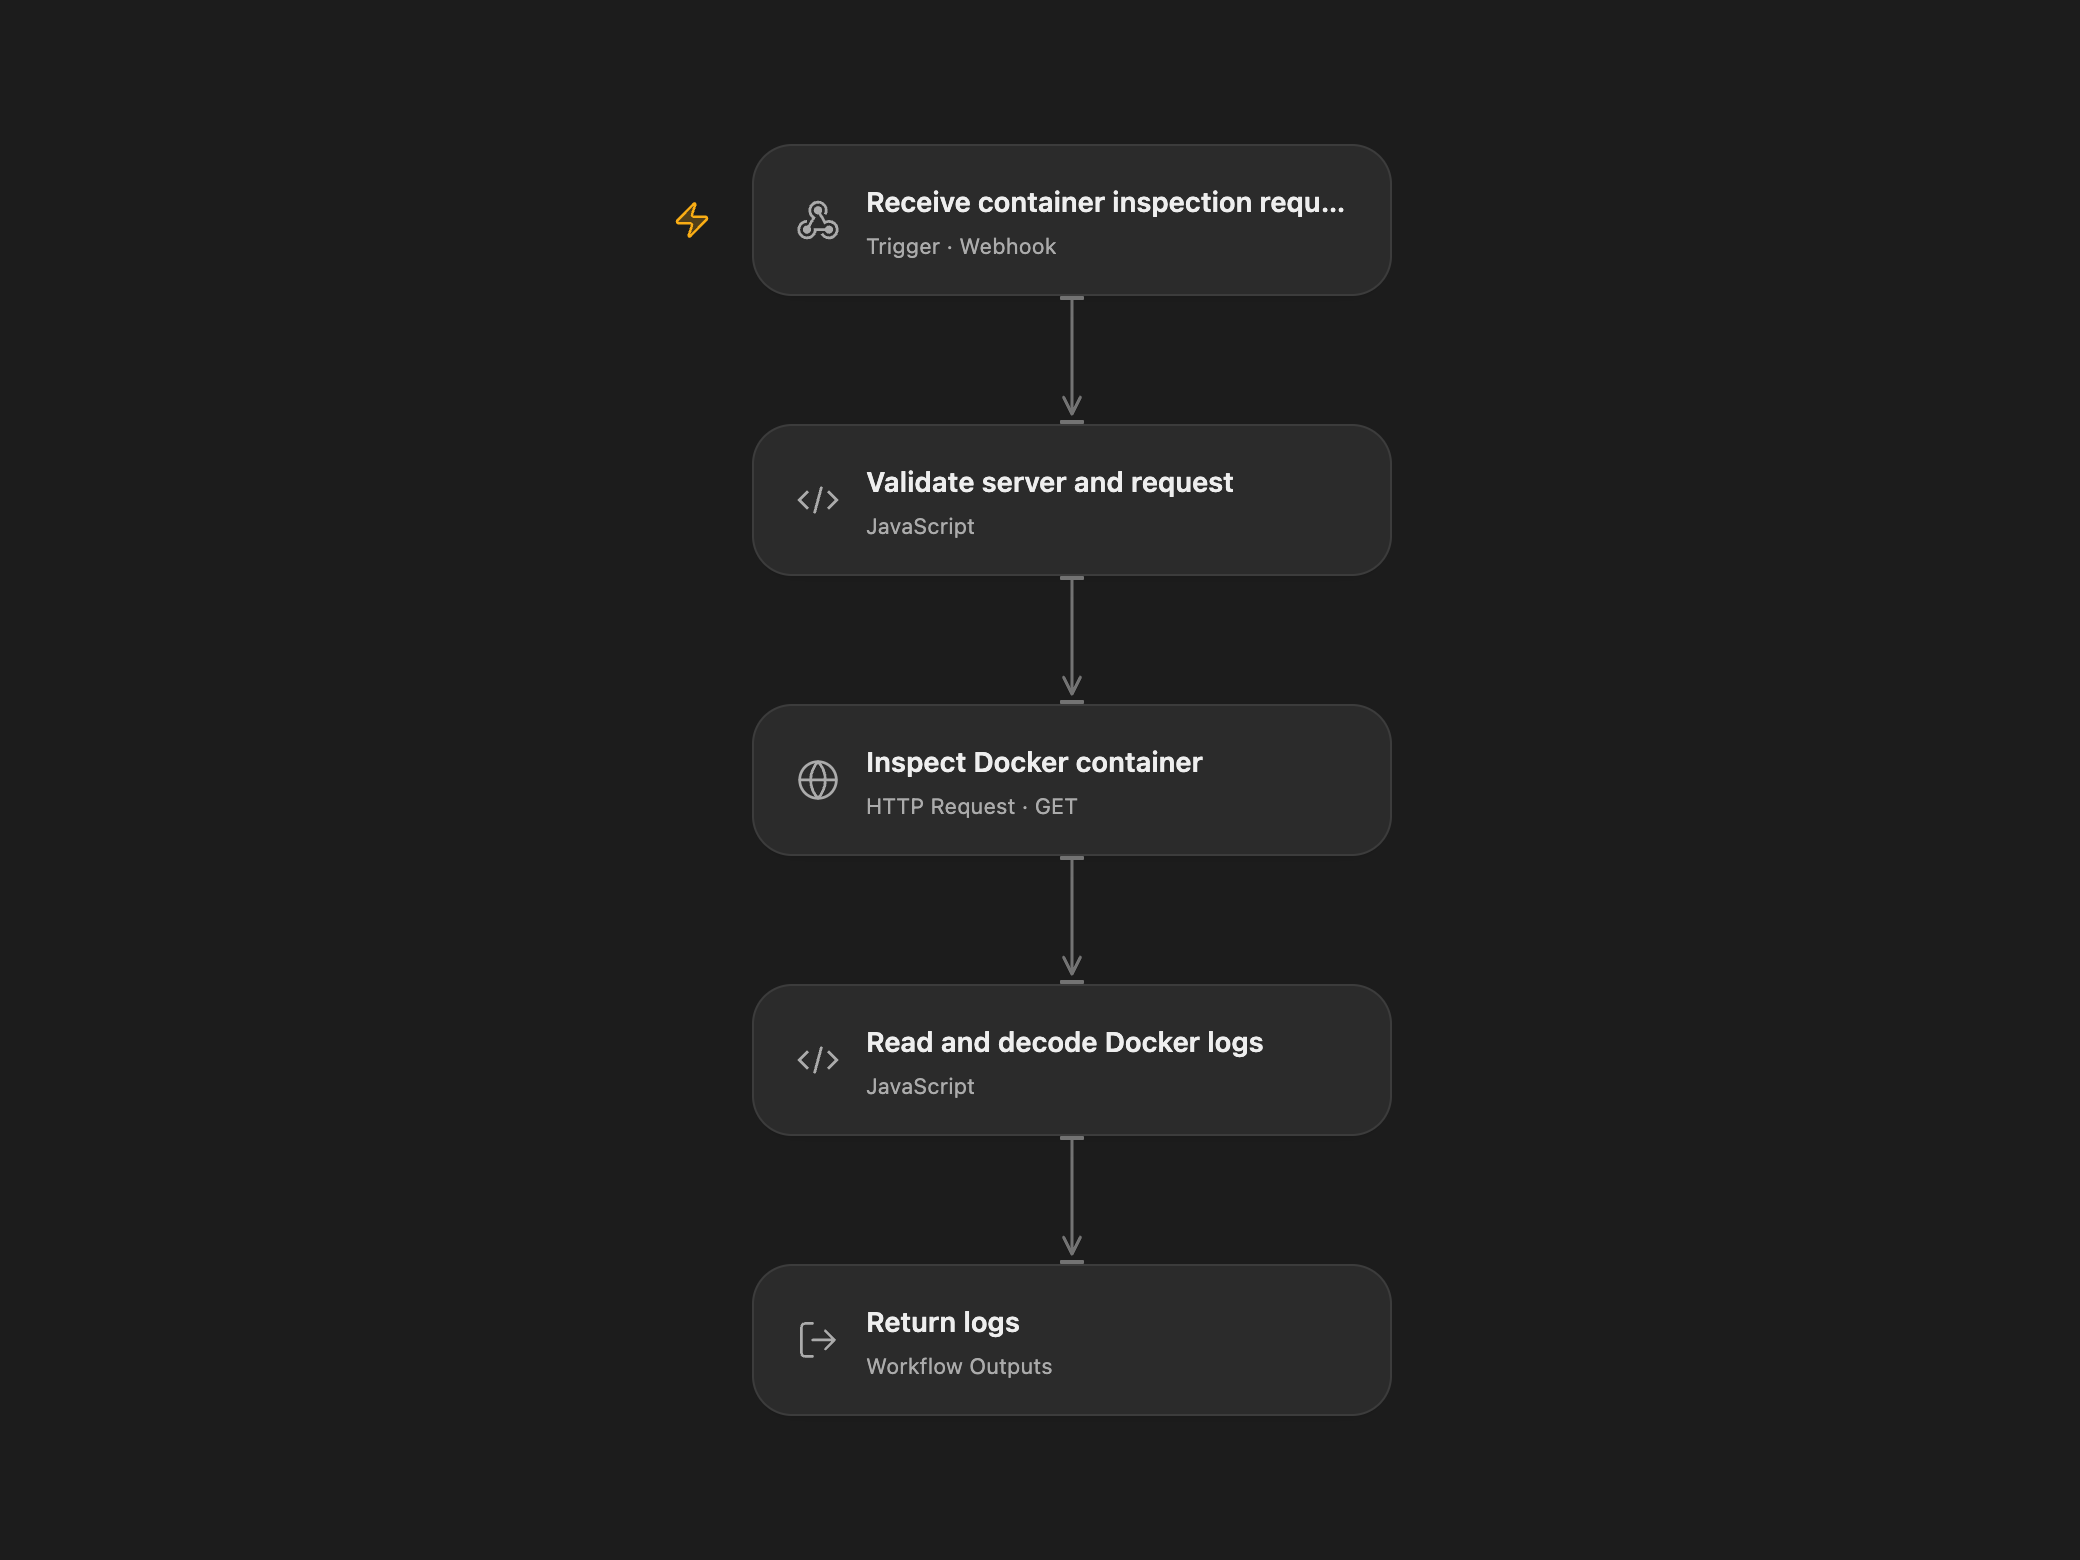 Receive container inspection requ...
Trigger · Webhook
Validate server and request
JavaScript
Inspect Docker container
HTTP Request · GET
Read and decode Docker logs
JavaScript
Return logs
Workflow Outputs